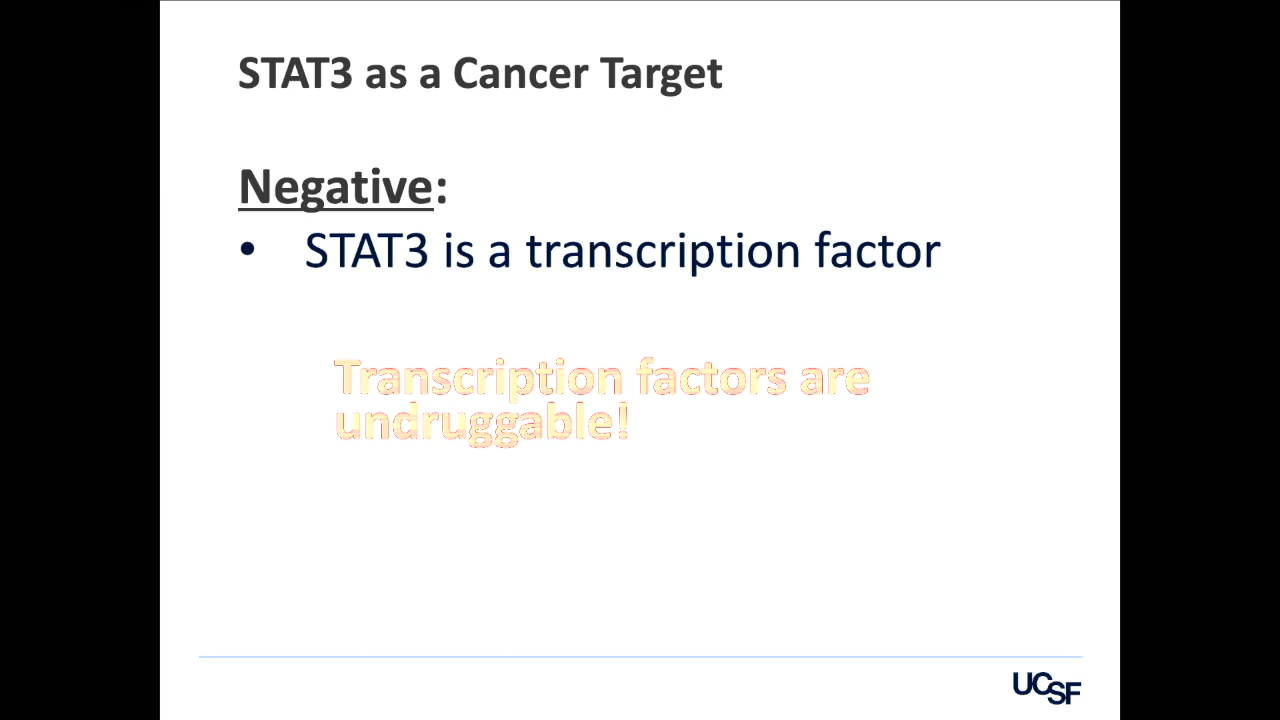 STAT3 as a Cancer Target
Negative:
• STAT3 is a transcription factor
Transcription factors are
undruggable!
UCSF